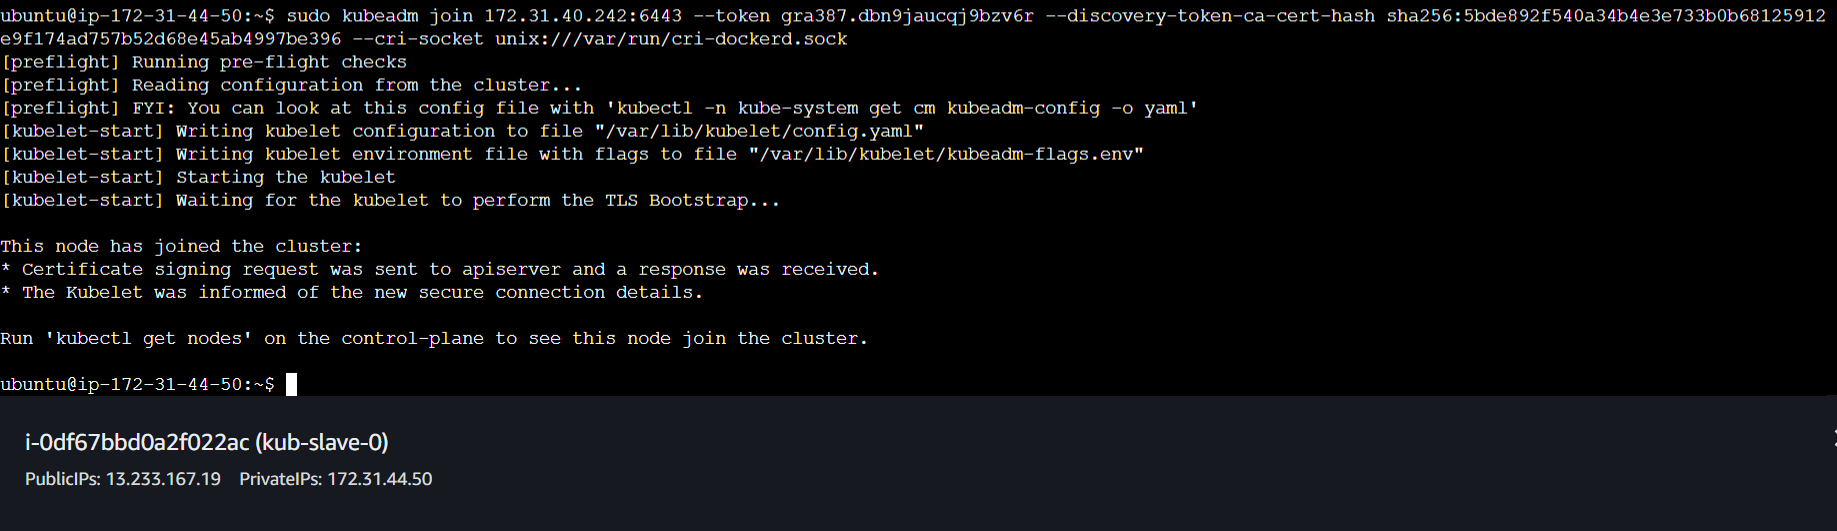 ubuntu@ip-172-31-44-50:~$ sudo kubeadm join 172.31.40.242:6443 --token gra387.dbn9jaucqj9bzv6r --discovery-token-ca-cert-hash sha256:5bde892f540a34b4e3e733b0b68125912
e9f174ad757b52d68e45ab4997be396 --cri-socket unix:///var/run/cri-dockerd.sock
[preflight] Running pre-flight checks
[preflight] Reading configuration from the cluster...
[preflight] FYI: You can look at this config file with 'kubectl -n kube-system get cm kubeadm-config -o yaml'
[kubelet-start] Writing kubelet configuration to file "/var/lib/kubelet/config.yaml"
[kubelet-start] Writing kubelet environment file with flags to file "/var/lib/kubelet/kubeadm-flags.env"
[kubelet-start] Starting the kubelet
[kubelet-start] Waiting for the kubelet to perform the TLS Bootstrap...
This node has joined the cluster:
* Certificate signing request was sent to apiserver and a response was received.
* The Kubelet was informed of the new secure connection details.
Run 'kubectl get nodes' on the control-plane to see this node join the cluster.
ubuntu@ip-172-31-44-50:~$
i-0df67bbd0a2f022ac (kub-slave-0)
PublicIPs: 13.233.167.19 PrivateIPs: 172.31.44.50